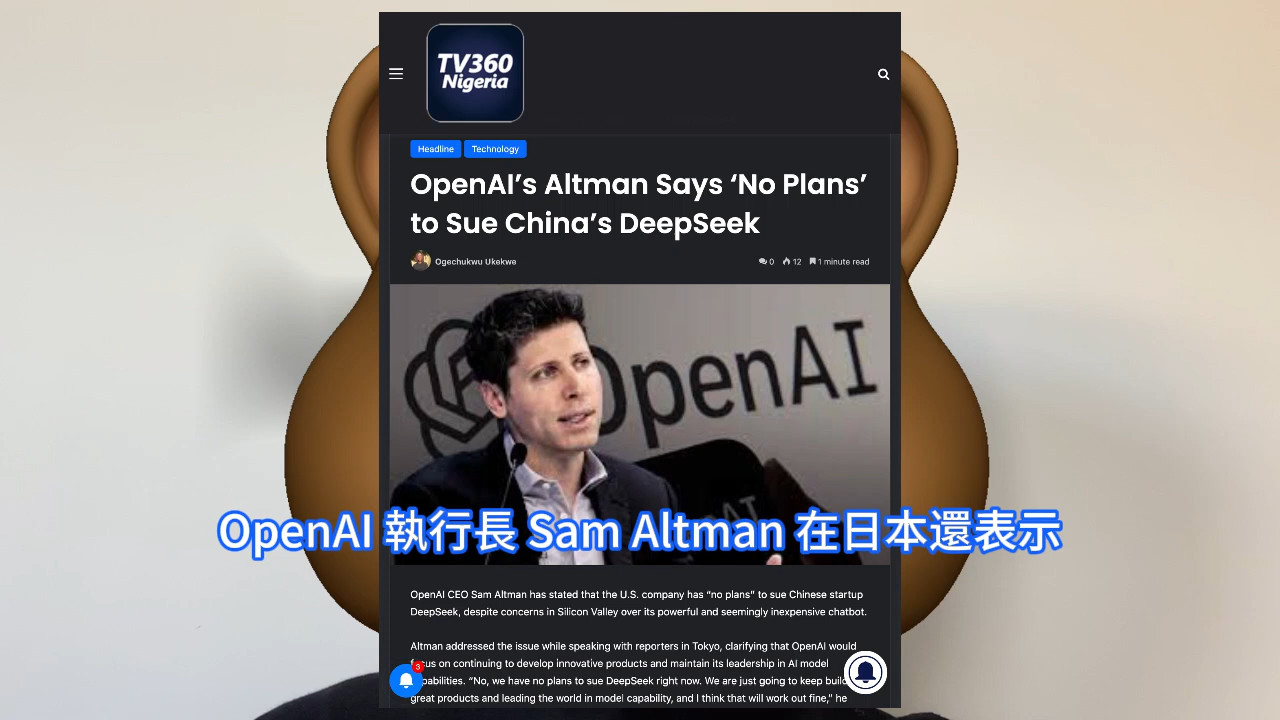 TV360
Nigeria
Headline
Technology
OpenAI’s Altman Says ‘No Plans’
to Sue China’s DeepSeek
Ogechukwu Ukekwe
0
12
1 minute read
OpenAI
AI
OpenAI 執行長 Sam Altman 在日本還表示
OpenAI CEO Sam Altman has stated that the U.S. company has “no plans” to sue Chinese startup
DeepSeek, despite concerns in Silicon Valley over its powerful and seemingly inexpensive chatbot.
Altman addressed the issue while speaking with reporters in Tokyo, clarifying that OpenAI would
focus on continuing to develop innovative products and maintain its leadership in AI model
capabilities. “No, we have no plans to sue DeepSeek right now. We are just going to keep
great products and leading the world in model capability, and I think that will work out fine,” he
3